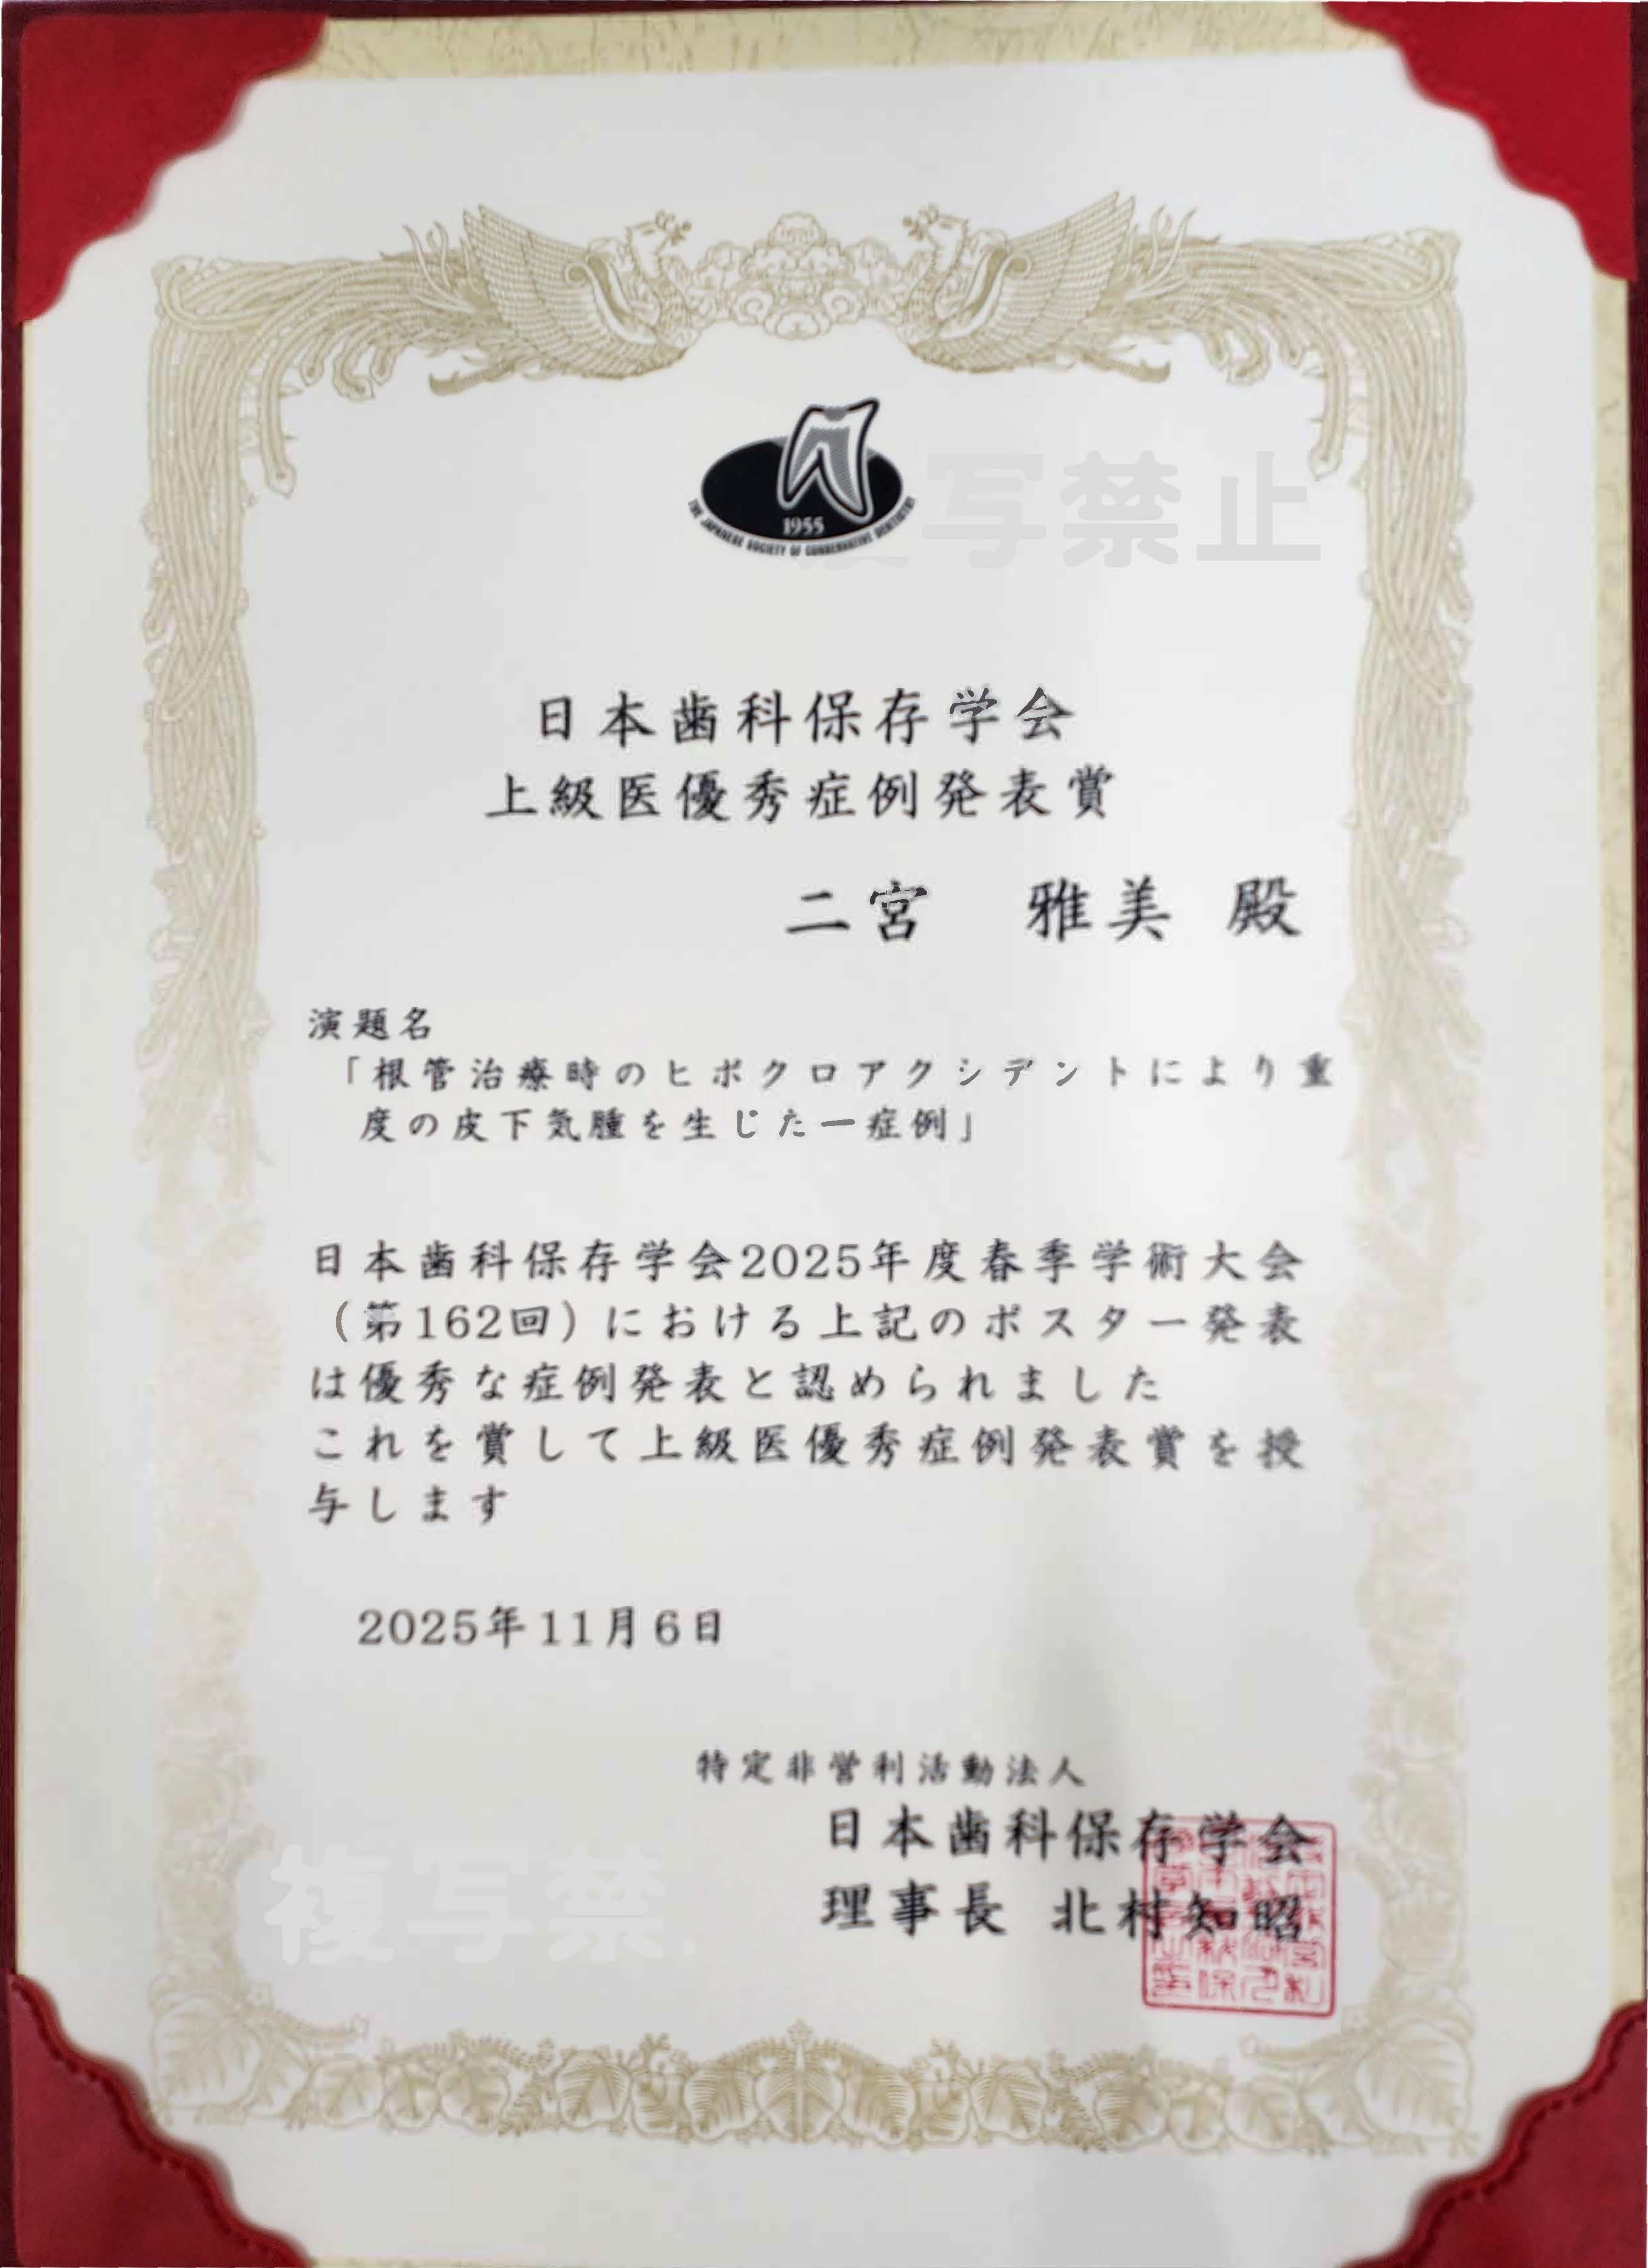 1955
THE JAPANESE SOCIETY OF CONSERVATIVE DENTISTRY
写禁止
日本歯科保存学会
上級医優秀症例発表賞
二宮 雅美 殿
演題名
「根管治療時のヒポクロアクシデントにより重
度の皮下気腫を生じた一症例」
日本歯科保存学会2025年度春季学術大会
（第162回）における上記のポスター発表
は優秀な症例発表と認められました
これを賞して上級医優秀症例発表賞を授
与します
2025年11月6日
特定非営利活動法人
日本歯科保存学会
理事長 北村知昭
複写禁